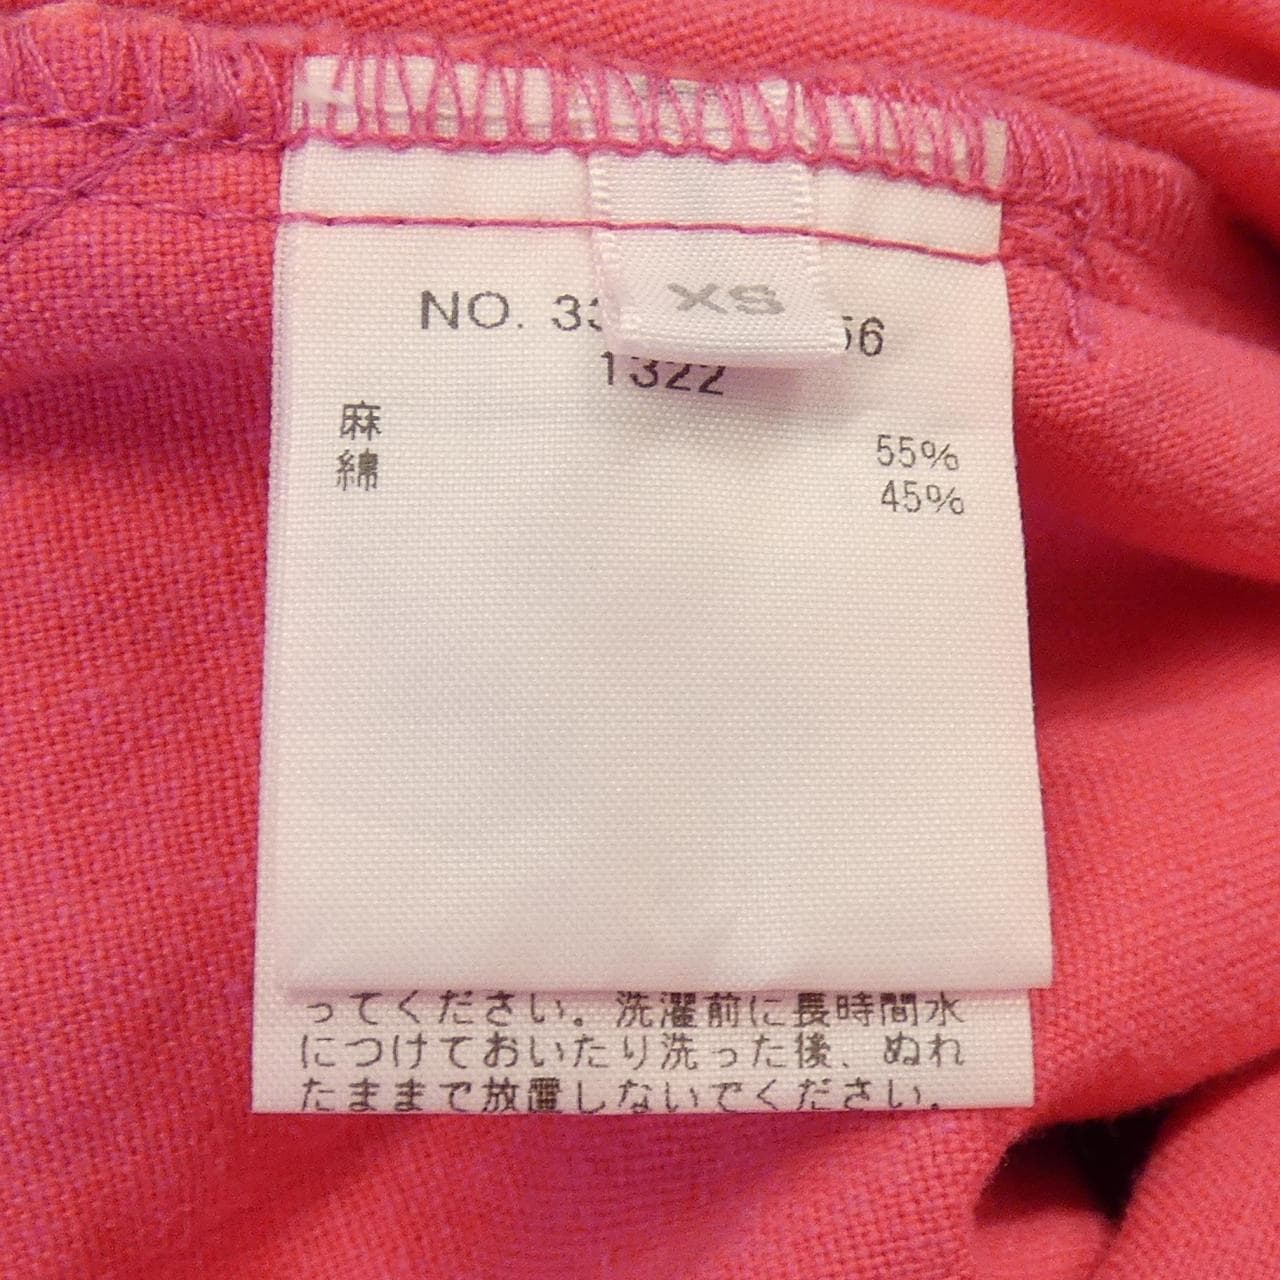 XS
NO. 33 56
1322
麻 55%
綿 45%
ってください。洗濯前に長時間水
につけておいたり洗った後、ぬれ
たままで放置しないでください。